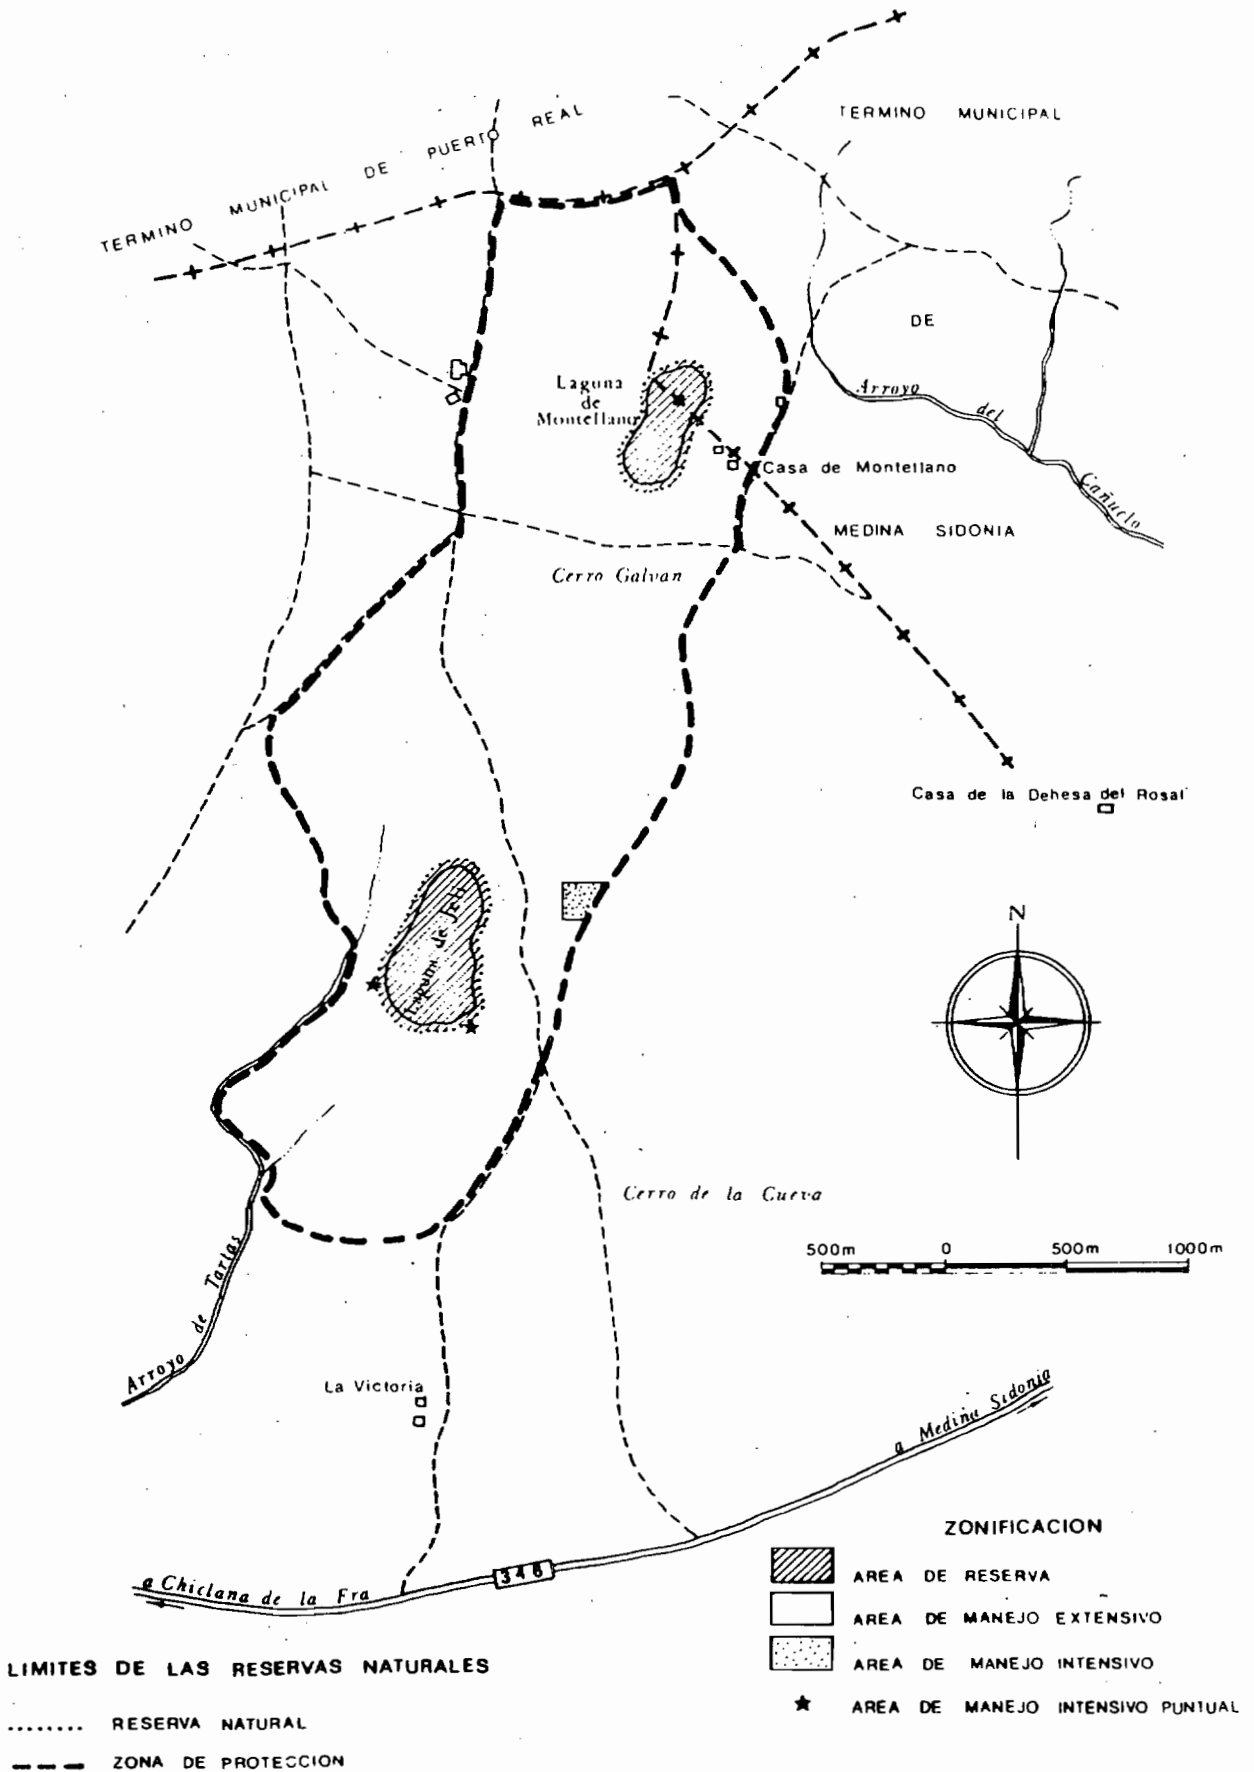 TERMINO MUNICIPAL DE PUERTO REAL
TERMINO MUNICIPAL
DE
MEDINA SIDONIA
Laguna
de
Montellano
Arroyo del Cañuelo
Casa de Montellano
Cerro Galvan
Casa de la Dehesa del Rosal
Laguna de Jeli
N
Cerro de la Cueva
500m 0 500m 1000m
Arroyo de Tartas
La Victoria
a Medina Sidonia
346
a Chiclana de la Fra
ZONIFICACION
AREA DE RESERVA
AREA DE MANEJO EXTENSIVO
AREA DE MANEJO INTENSIVO
AREA DE MANEJO INTENSIVO PUNTUAL
LIMITES DE LAS RESERVAS NATURALES
RESERVA NATURAL
ZONA DE PROTECCION